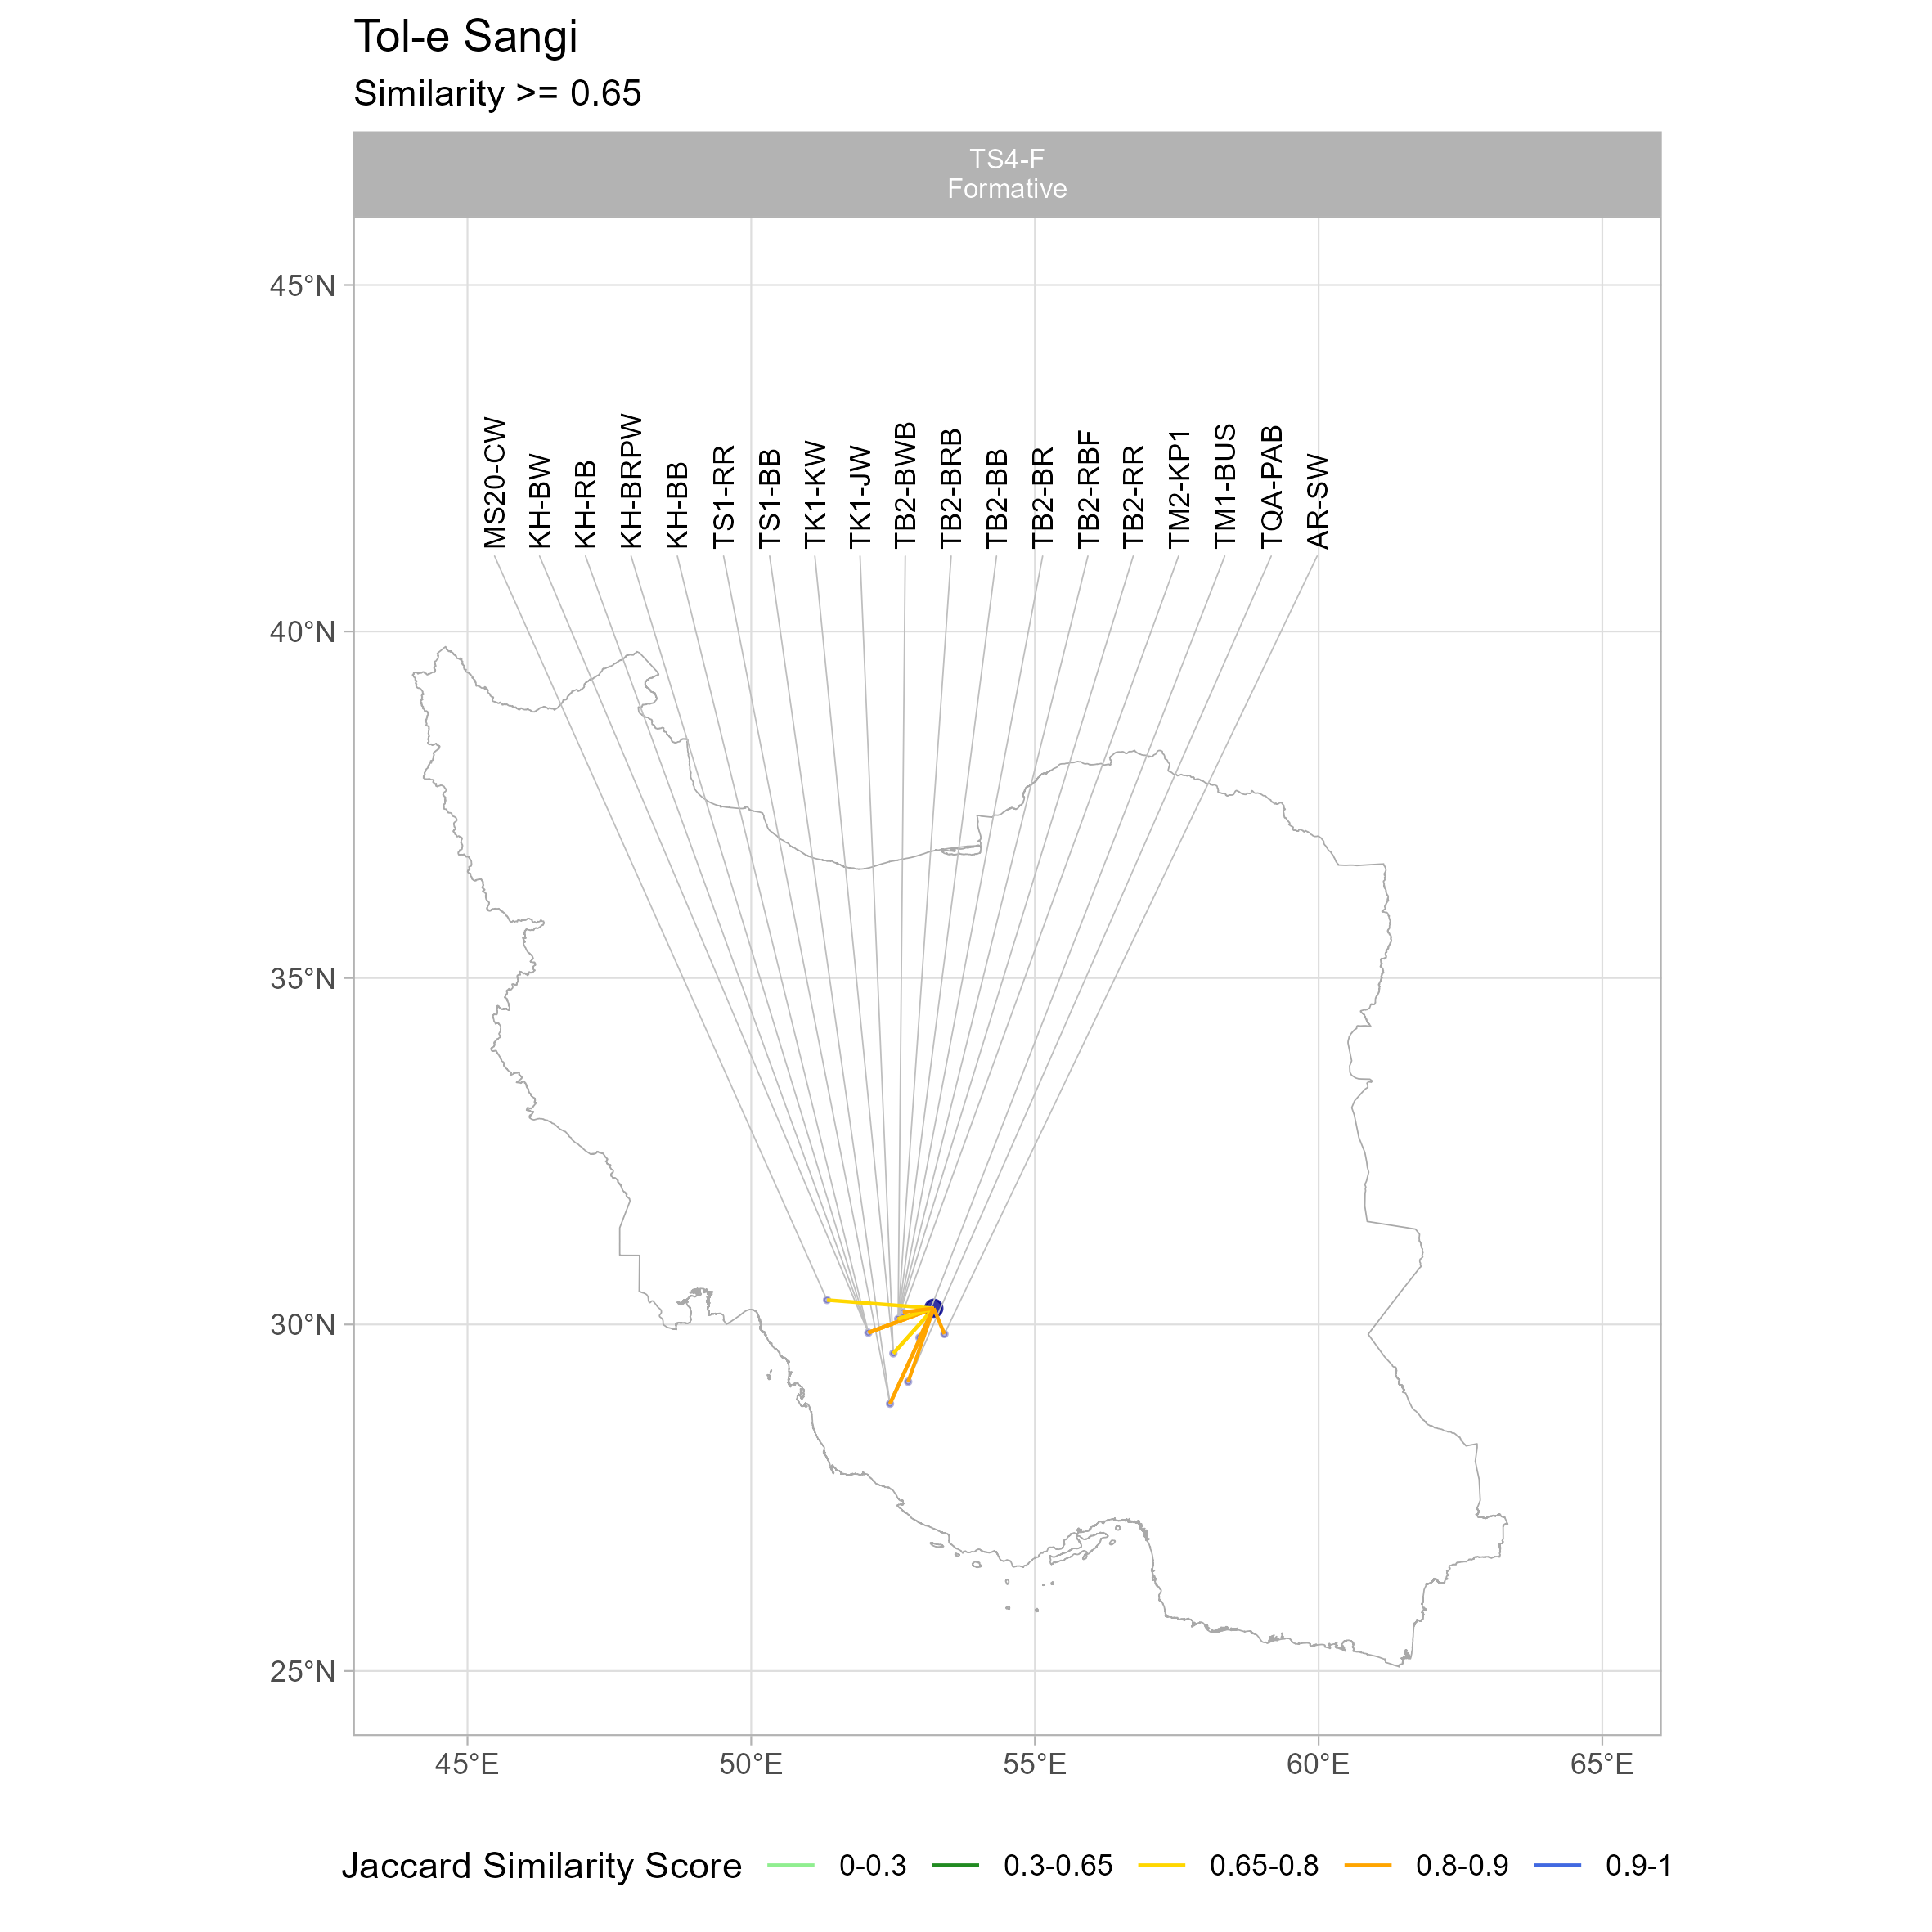 Tol-e Sangi
Similarity >= 0.65
TS4-F
Formative
45°N
40°N
35°N
30°N
25°N
MS20-CW
KH-BW
KH-RB
KH-BRPW
KH-BB
TS1-RR
TS1-BB
TK1-KW
TK1-JW
TB2-BWB
TB2-BRB
TB2-BB
TB2-BR
TB2-RBF
TB2-RR
TM2-KP1
TM1-BUS
TQA-PAB
AR-SW
45°E 50°E 55°E 60°E 65°E
Jaccard Similarity Score 0-0.3 0.3-0.65 0.65-0.8 0.8-0.9 0.9-1